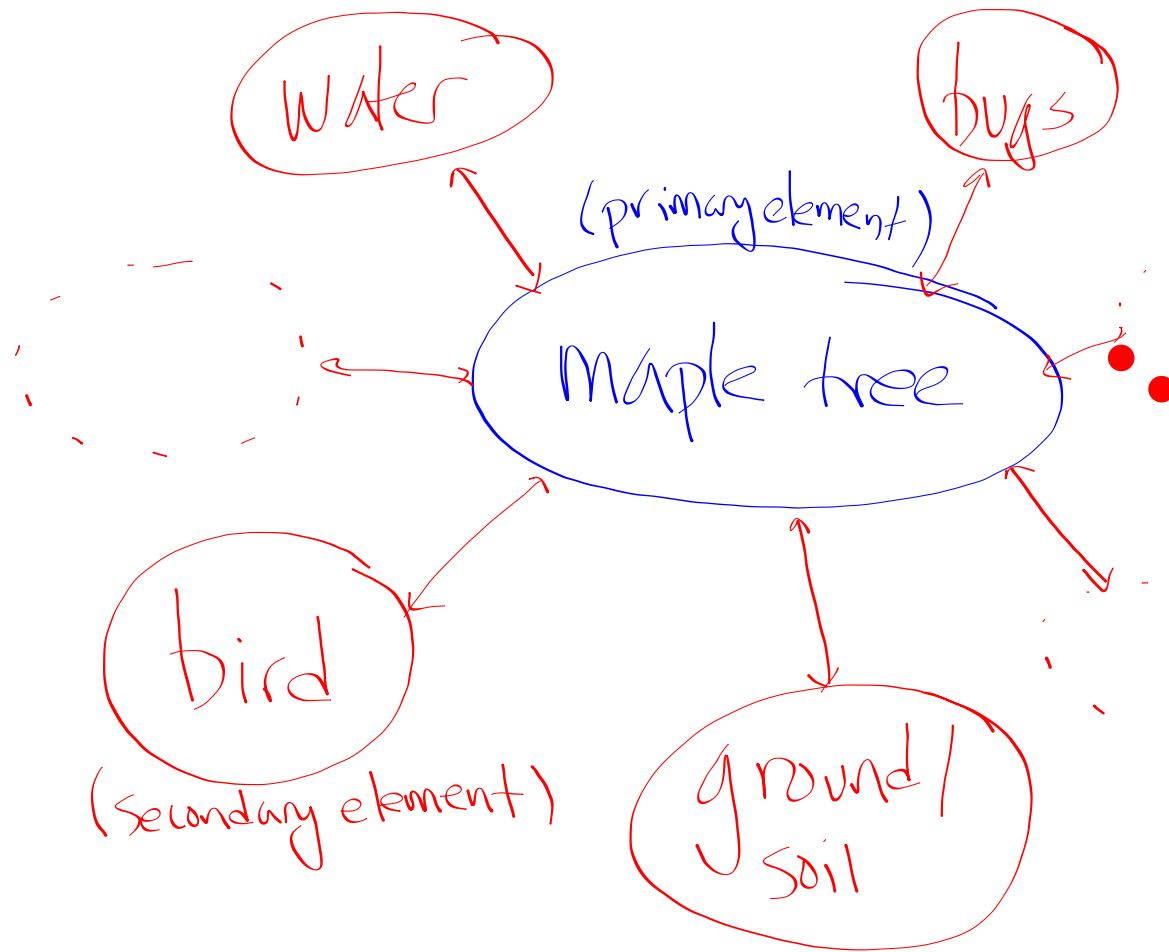 water
bugs
(primary element)
maple tree
bird
(secondary element)
ground/
soil